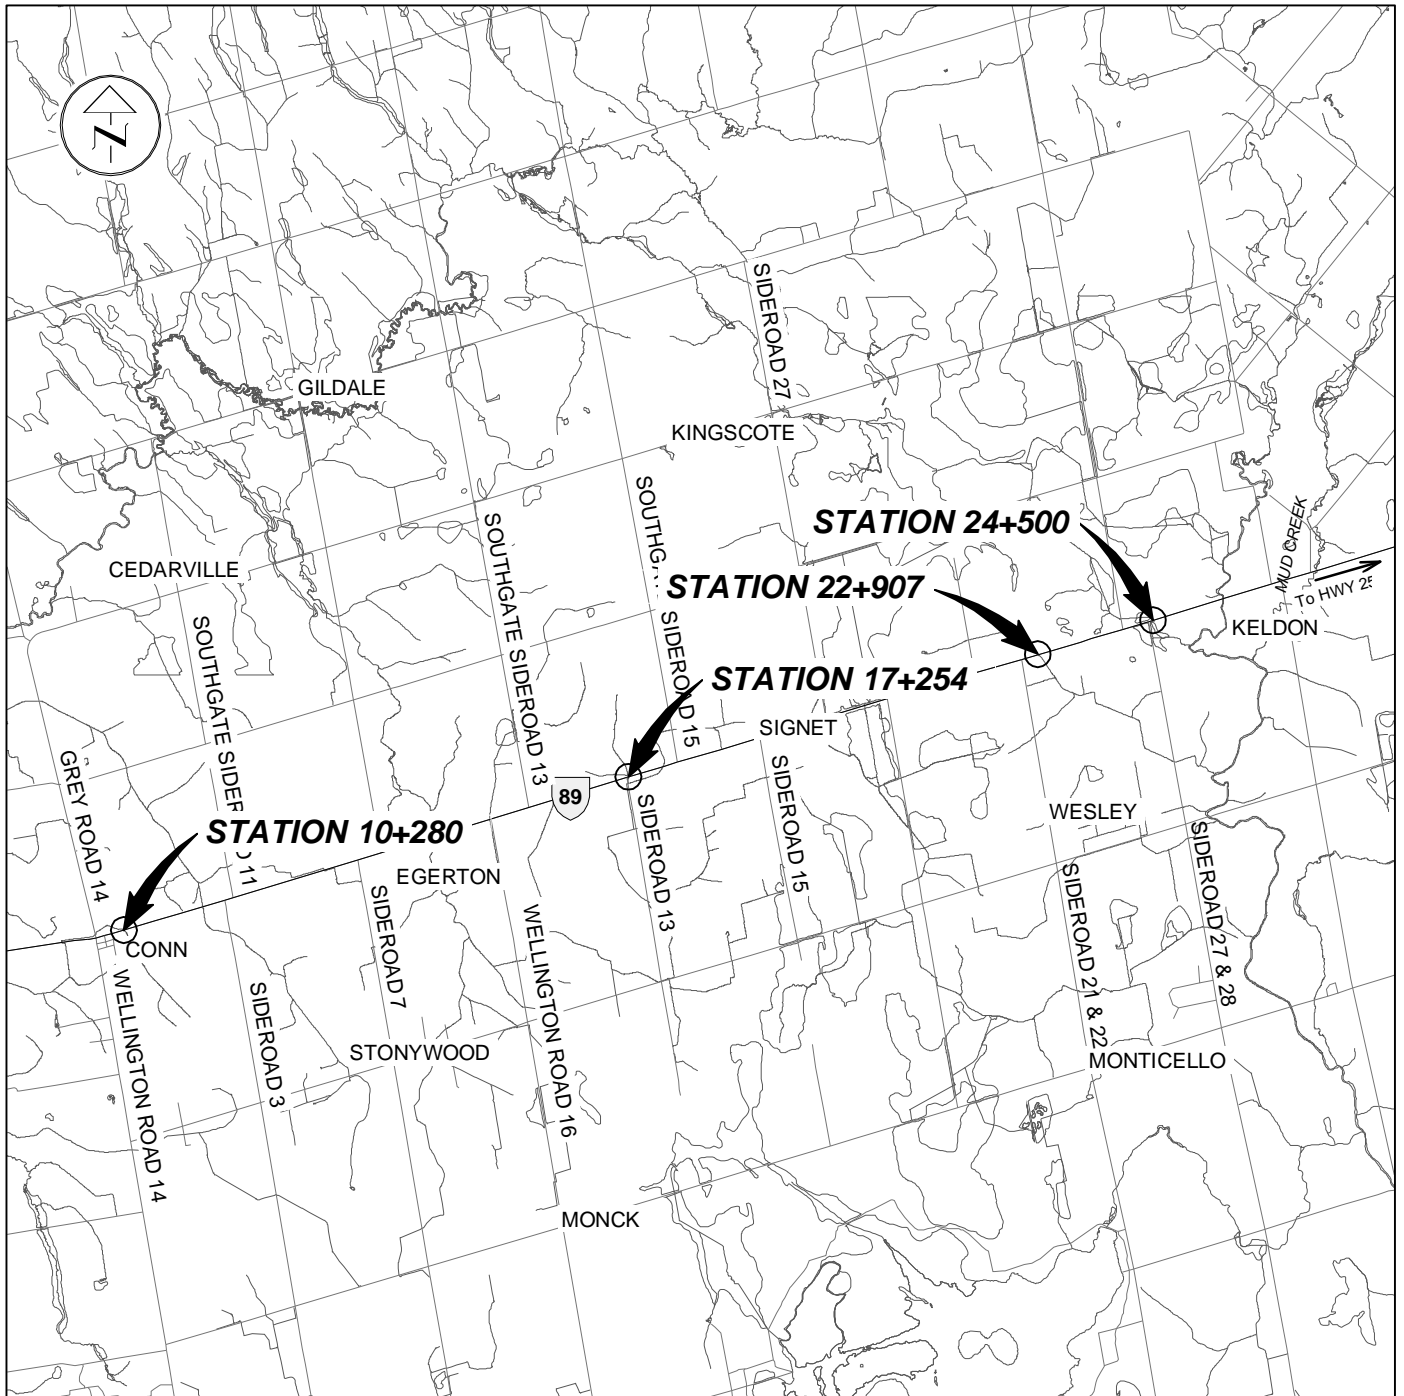 N
SIDEROAD 27
GILDALE
KINGSCOTE
STATION 24+500
MUD CREEK
CEDARVILLE
STATION 22+907
To HWY 25
KELDON
SOUTHGATE SIDEROAD 13
SIDEROAD 15
STATION 17+254
SIGNET
GREY ROAD 14
89
SIDEROAD 15
WESLEY
STATION 10+280
11
EGERTON
SIDEROAD 7
SIDEROAD 13
SIDEROAD 27 & 28
CONN
WELLINGTON ROAD 14
SIDEROAD 3
WELLINGTON ROAD 16
SIDEROAD 21 & 22
STONYWOOD
MONTICELLO
MONCK